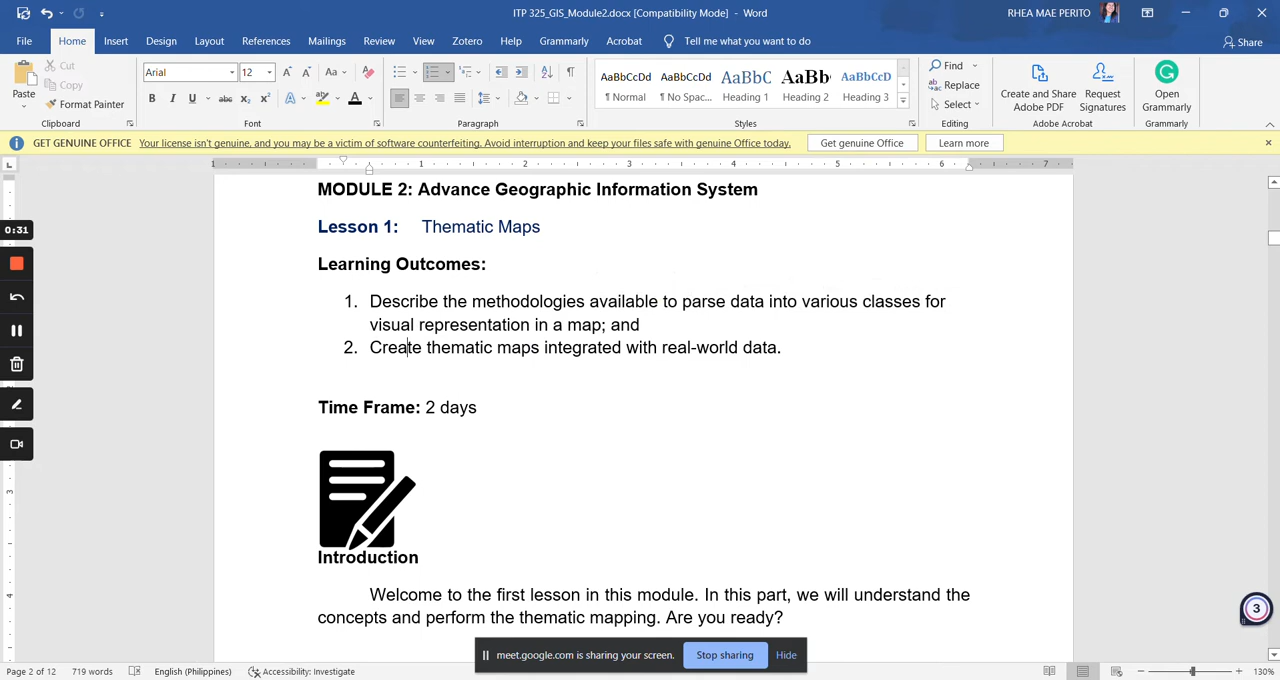 ITP 325_GIS_Module2.docx [Compatibility Mode] - Word
RHEA MAE PERITO
File Home Insert Design Layout References Mailings Review View Zotero Help Grammarly Acrobat Tell me what you want to do Share
Cut
Copy
Format Painter
Paste
Clipboard
Arial 12
Font
Paragraph
AaBbCcDd AaBbCcDd AaBbC AaBb AaBbCcD
¶ Normal ¶ No Spac... Heading 1 Heading 2 Heading 3
Styles
Find
Replace
Select
Editing
Create and Share
Adobe PDF
Request
Signatures
Adobe Acrobat
Open
Grammarly
Grammarly
GET GENUINE OFFICE Your license isn't genuine, and you may be a victim of software counterfeiting. Avoid interruption and keep your files safe with genuine Office today. Get genuine Office Learn more
1 1 2 3 4 5 6 7
MODULE 2: Advance Geographic Information System
0:31
Lesson 1: Thematic Maps
Learning Outcomes:
1. Describe the methodologies available to parse data into various classes for
visual representation in a map; and
2. Create thematic maps integrated with real-world data.
Time Frame: 2 days
Introduction
Welcome to the first lesson in this module. In this part, we will understand the
concepts and perform the thematic mapping. Are you ready?
3
meet.google.com is sharing your screen. Stop sharing Hide
Page 2 of 12 719 words English (Philippines) Accessibility: Investigate 130%